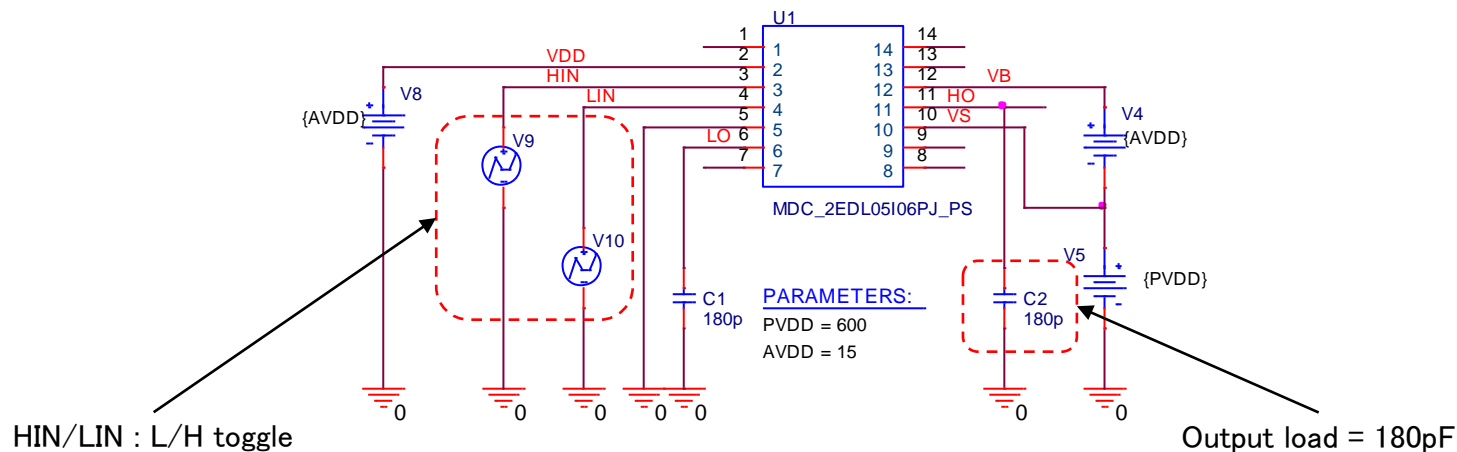 U1
1
14
1
14
2
13
VDD
2
13
3
12
HIN
VB
3
12
4
11
V8
LIN
HO
4
11
V4
5
10
{AVDD}
VS
5
10
{AVDD}
V9
LO
6
9
6
9
7
8
7
8
MDC_2EDL05I06PJ_PS
V10
V5
{PVDD}
C1
180p
PARAMETERS:
PVDD = 600
AVDD = 15
C2
180p
0
0
0
0
0
0
0
HIN/LIN : L/H toggle
Output load = 180pF